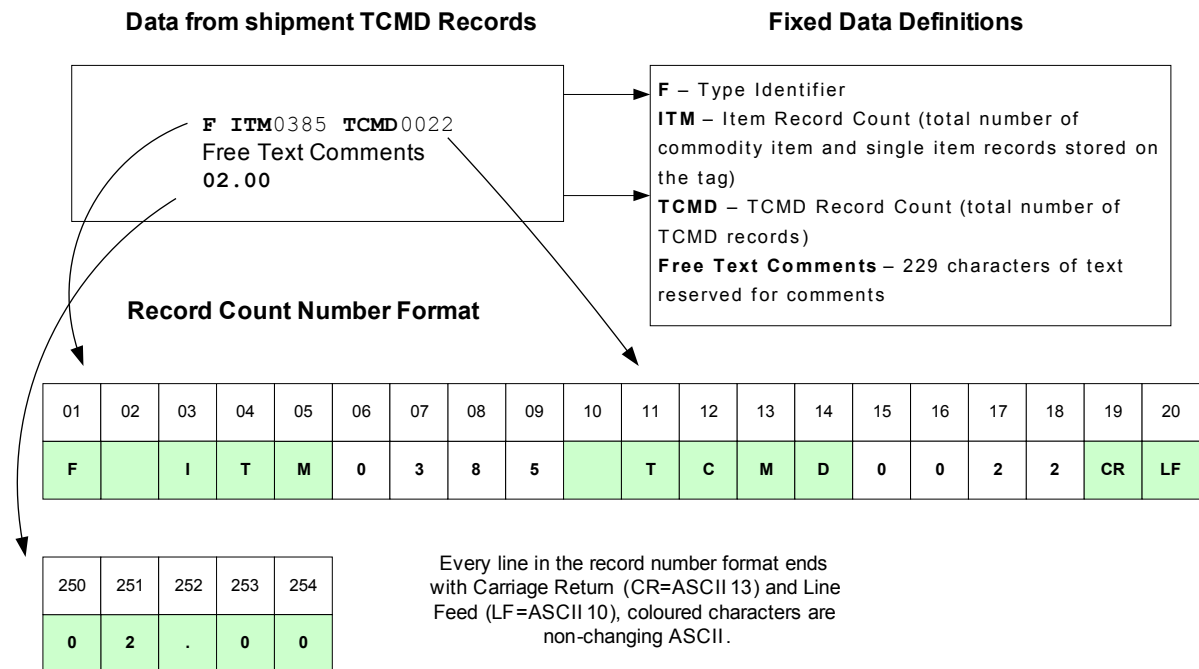 Data from shipment TCMD Records
Fixed Data Definitions
F ITM0385 TCMD0022
Free Text Comments
02.00
F – Type Identifier
ITM – Item Record Count (total number of
commodity item and single item records stored on
the tag)
TCMD – TCMD Record Count (total number of
TCMD records)
Free Text Comments – 229 characters of text
reserved for comments
Record Count Number Format
01 02 03 04 05 06 07 08 09 10 11 12 13 14 15 16 17 18 19 20
F I T M 0 3 8 5 T C M D 0 0 2 2 CR LF
250 251 252 253 254
0 2 . 0 0
Every line in the record number format ends
with Carriage Return (CR=ASCII 13) and Line
Feed (LF=ASCII 10), coloured characters are
non-changing ASCII.